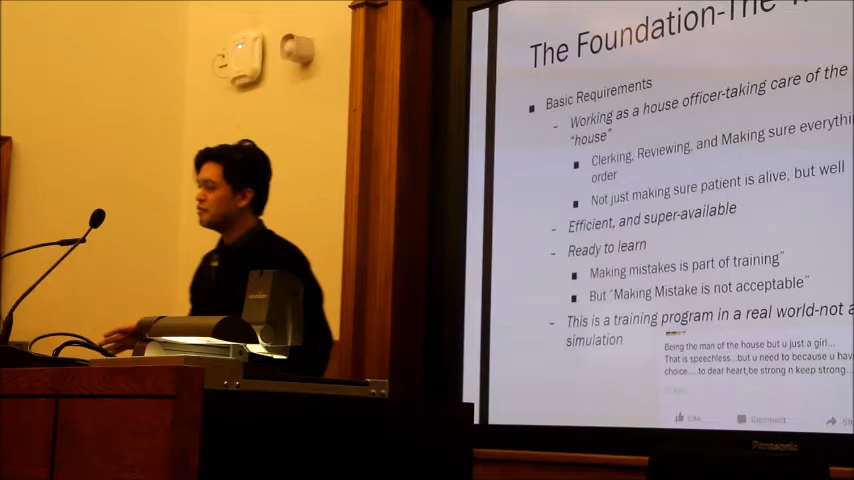 The Foundation-The
Basic Requirements
– Working as a house officer-taking care of the
"house"
Clerking, Reviewing, and Making sure everythi
order
Not just making sure patient is alive, but well
– Efficient, and super-available
– Ready to learn
Making mistakes is part of training"
But "Making Mistake is not acceptable"
– This is a training program in a real world-not a
simulation
Being the man of the house but u just a girl...
That is speechless...but u need to because u hav
choice....to dear heart,be strong n keep strong...
Like Comment Sh
Panasonic